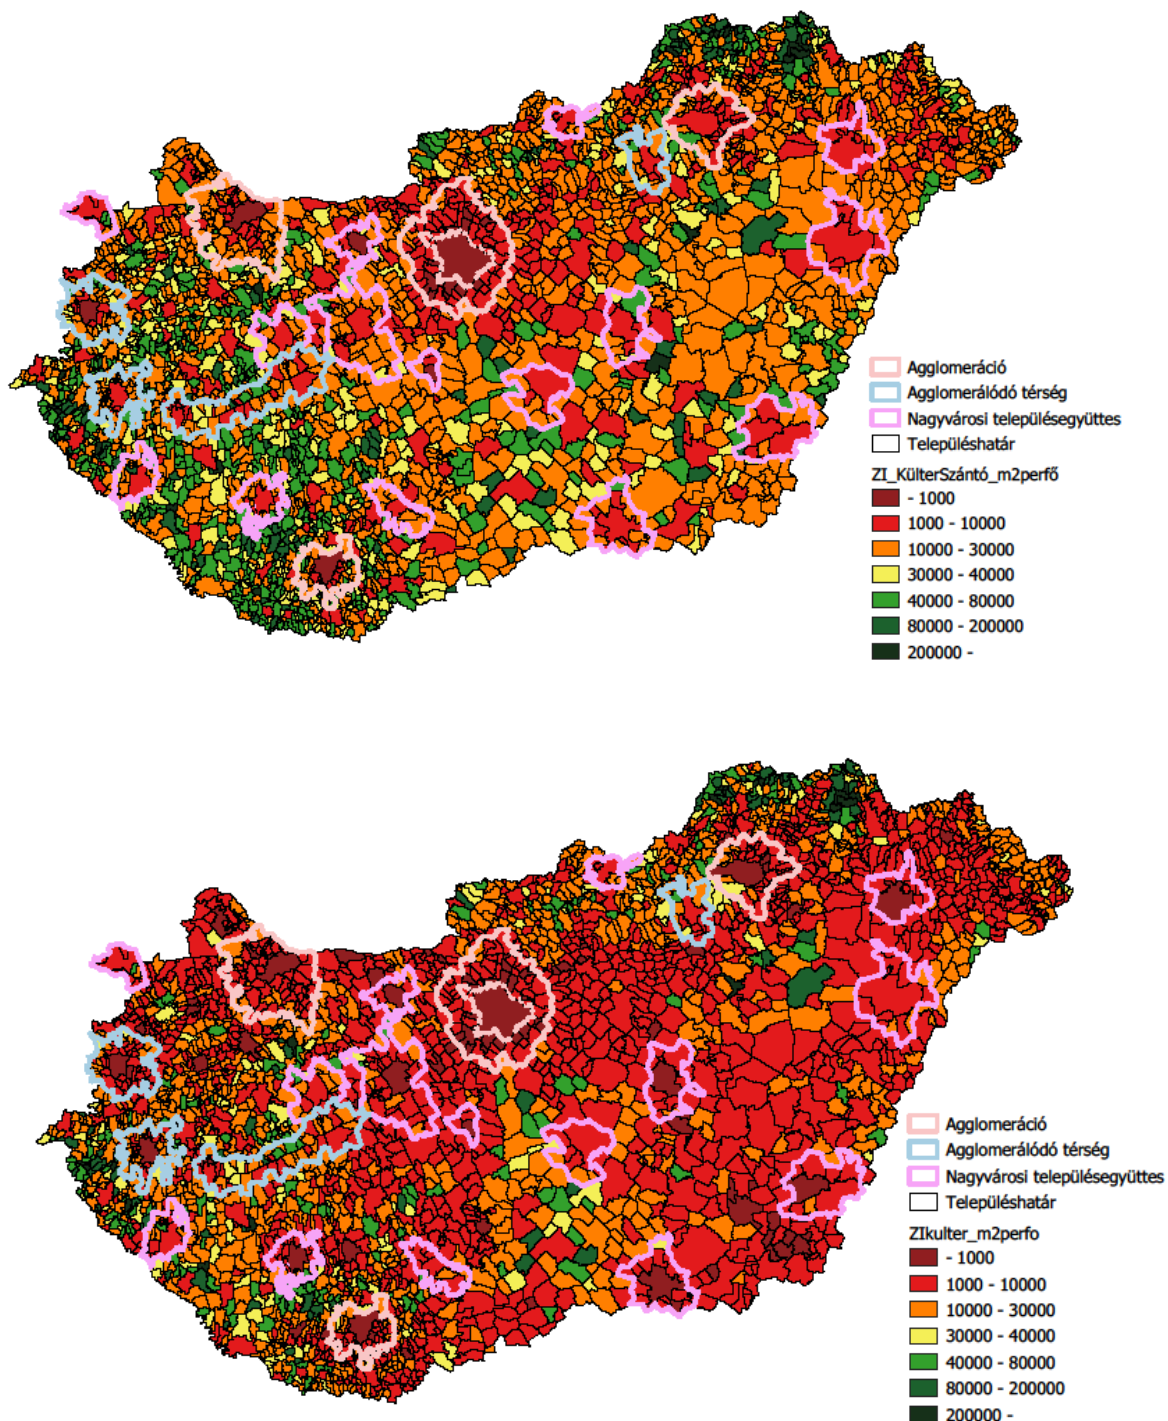 Agglomeráció
Agglomerálódó térség
Nagyvárosi településegyüttes
Településhatár
ZI_KülterSzántó_m2perfő
- 1000
1000 - 10000
10000 - 30000
30000 - 40000
40000 - 80000
80000 - 200000
200000 -
Agglomeráció
Agglomerálódó térség
Nagyvárosi településegyüttes
Településhatár
ZIkulter_m2perfo
- 1000
1000 - 10000
10000 - 30000
30000 - 40000
40000 - 80000
80000 - 200000
200000 -